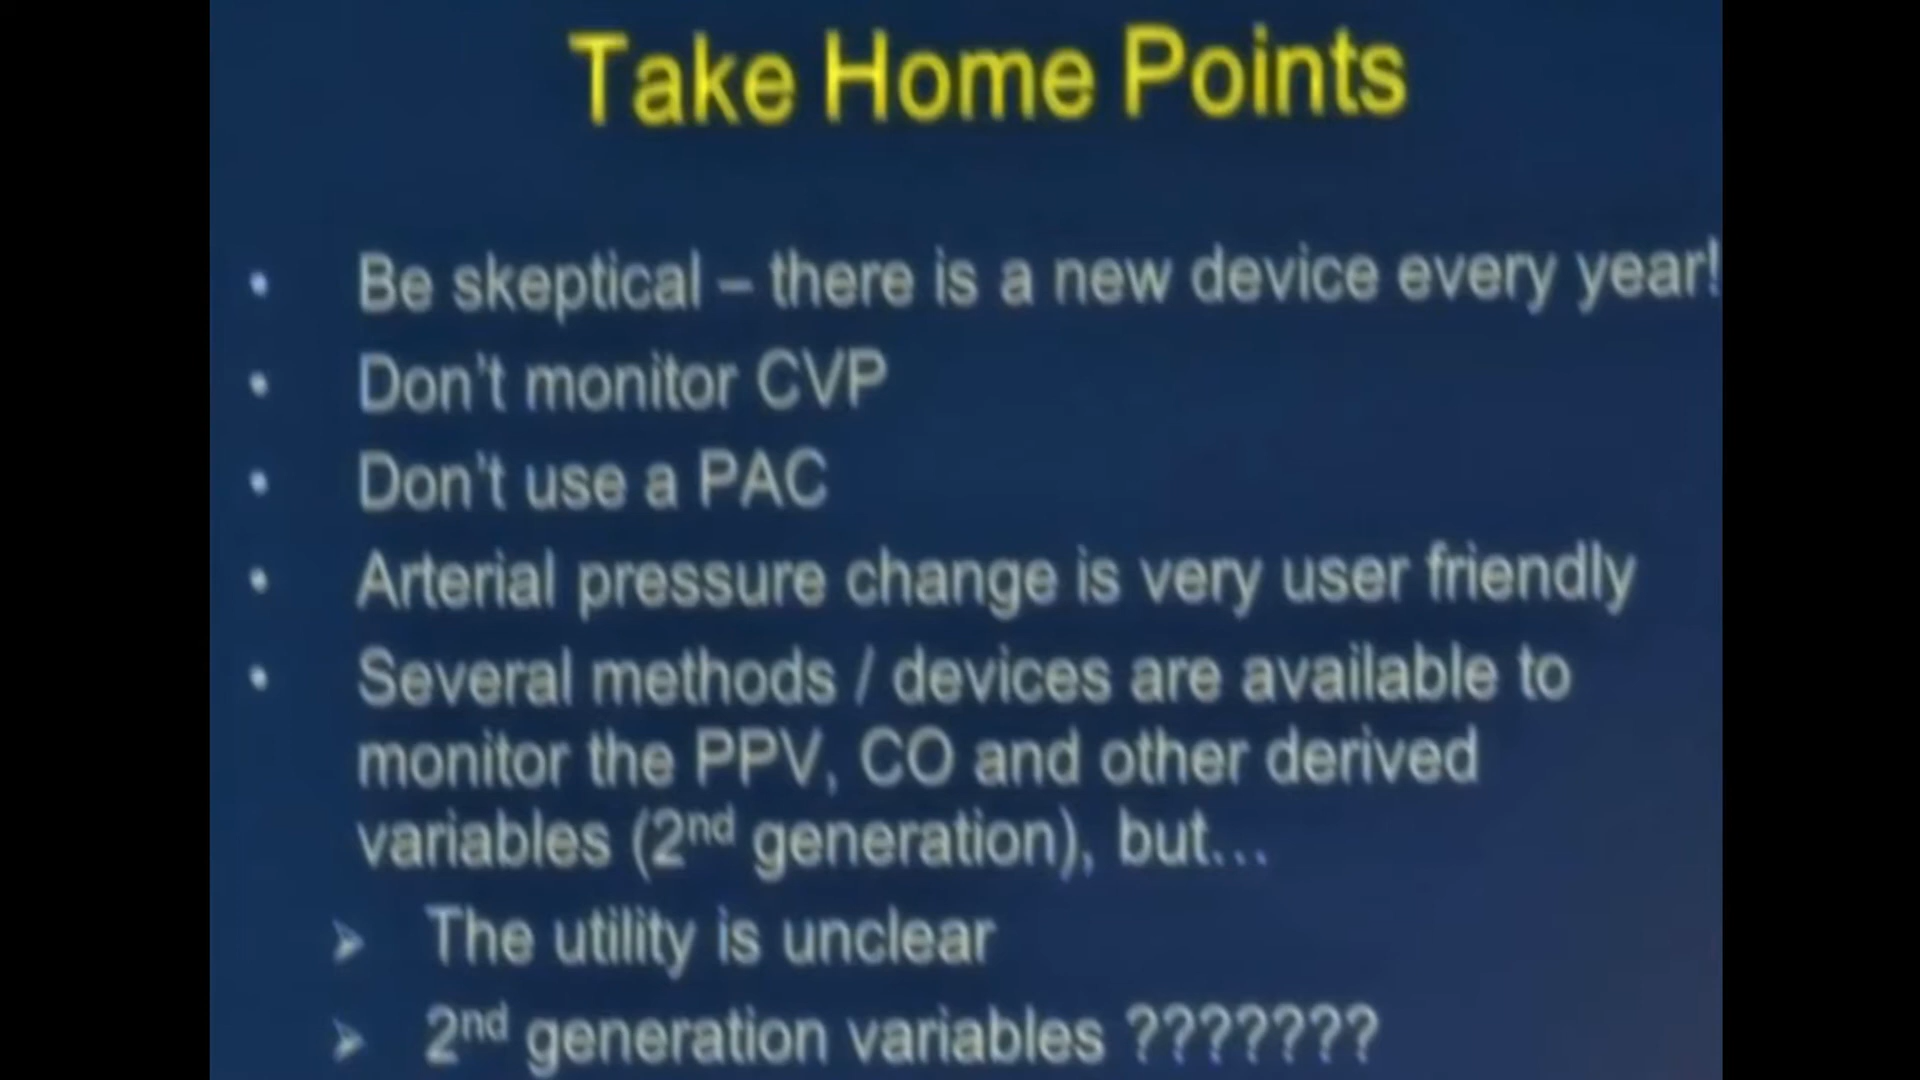 Take Home Points
• Be skeptical – there is a new device every year!
• Don't monitor CVP
• Don't use a PAC
• Arterial pressure change is very user friendly
• Several methods / devices are available to
monitor the PPV, CO and other derived
variables (2nd generation), but...
➢ The utility is unclear
➢ 2nd generation variables ???????